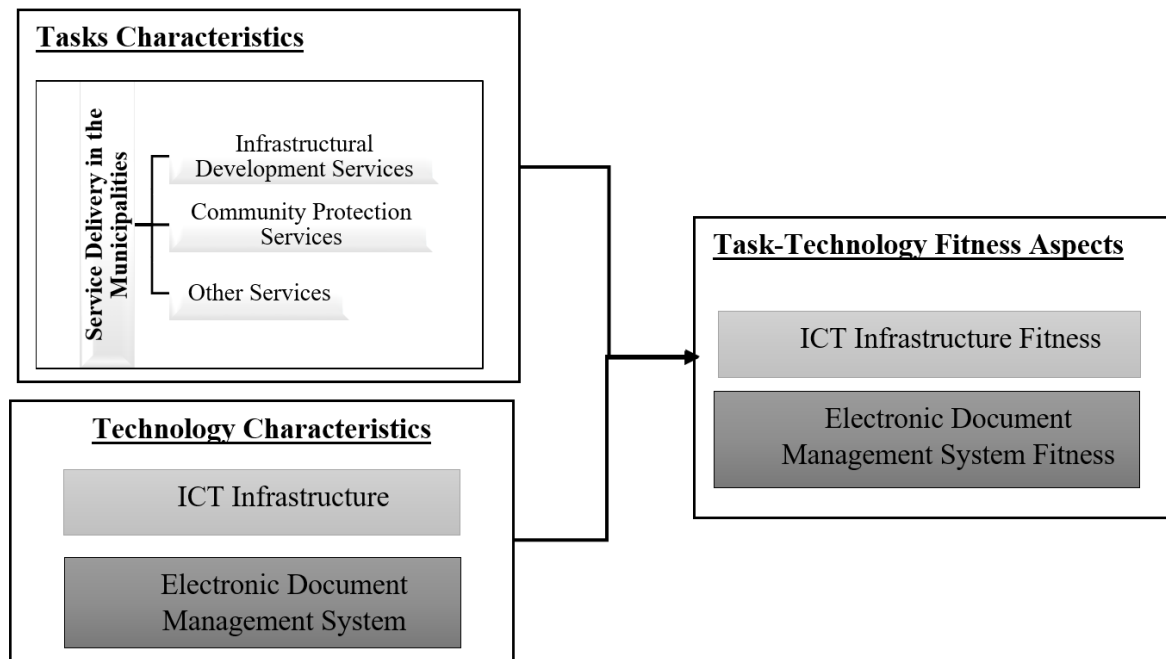 Tasks Characteristics
Service Delivery in the
Municipalities
Infrastructural
Development Services
Community Protection
Services
Other Services
Technology Characteristics
ICT Infrastructure
Electronic Document
Management System
Task-Technology Fitness Aspects
ICT Infrastructure Fitness
Electronic Document
Management System Fitness